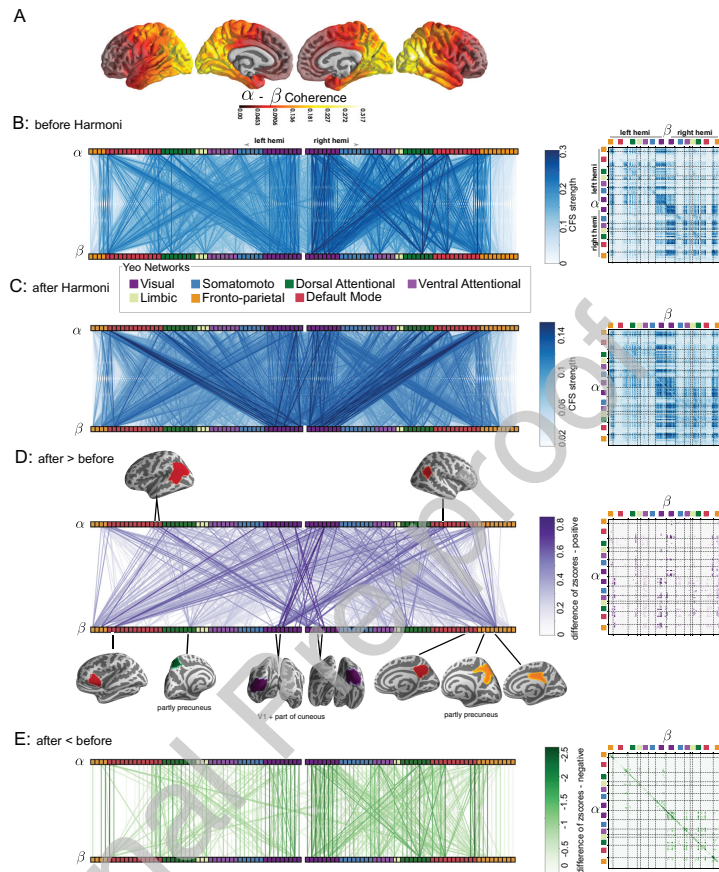 A
α - β Coherence
0.00 0.0453 0.0906 0.136 0.181 0.227 0.272 0.317
B: before Harmoni
left hemi right hemi
α
β
0.3
0.2
0.1
0
CFS strength
β
left hemi right hemi
α
left hemi
right hemi
Yeo Networks
Visual Somatomoto Dorsal Attentional Ventral Attentional
Limbic Fronto-parietal Default Mode
C: after Harmoni
α
β
0.14
0.1
0.06
0.02
CFS strength
β
α
D: after > before
α
β
0.8
0.6
0.4
0.2
0
difference of zscores - positive
β
α
partly precuneus
V1 + part of cuneous
partly precuneus
E: after < before
α
β
-2.5
-2
-1.5
-1
-0.5
0
difference of zscores - negative
β
α
nal Pre-proof